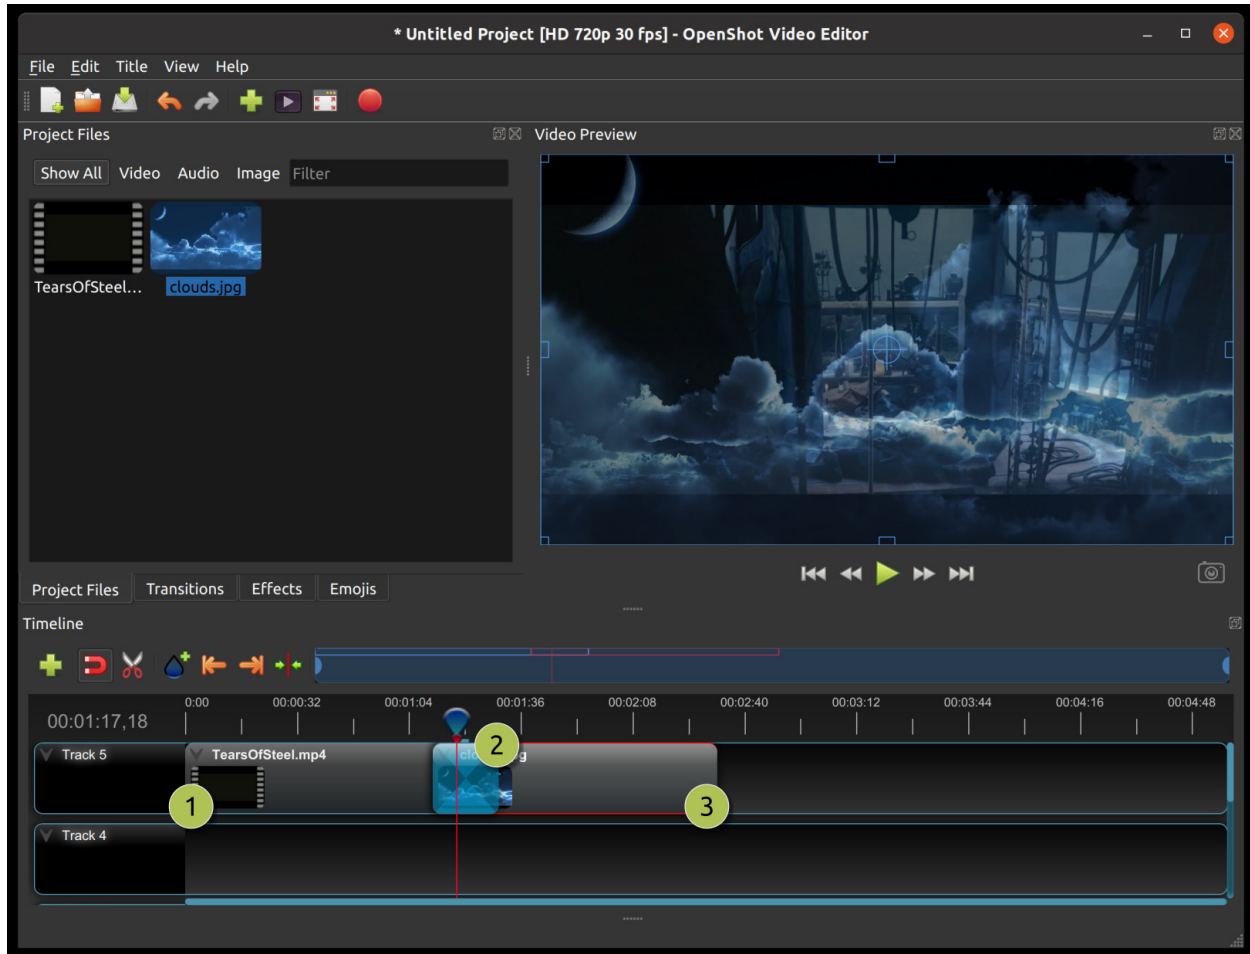 * Untitled Project [HD 720p 30 fps] - OpenShot Video Editor
File Edit Title View Help
Project Files
Video Preview
Show All Video Audio Image Filter
TearsOfSteel... clouds.jpg
Project Files Transitions Effects Emojis
Timeline
0:00 00:00:32 00:01:04 00:01:36 00:02:08 00:02:40 00:03:12 00:03:44 00:04:16 00:04:48
00:01:17,18
Track 5 TearsOfSteel.mp4
1 2 3
Track 4